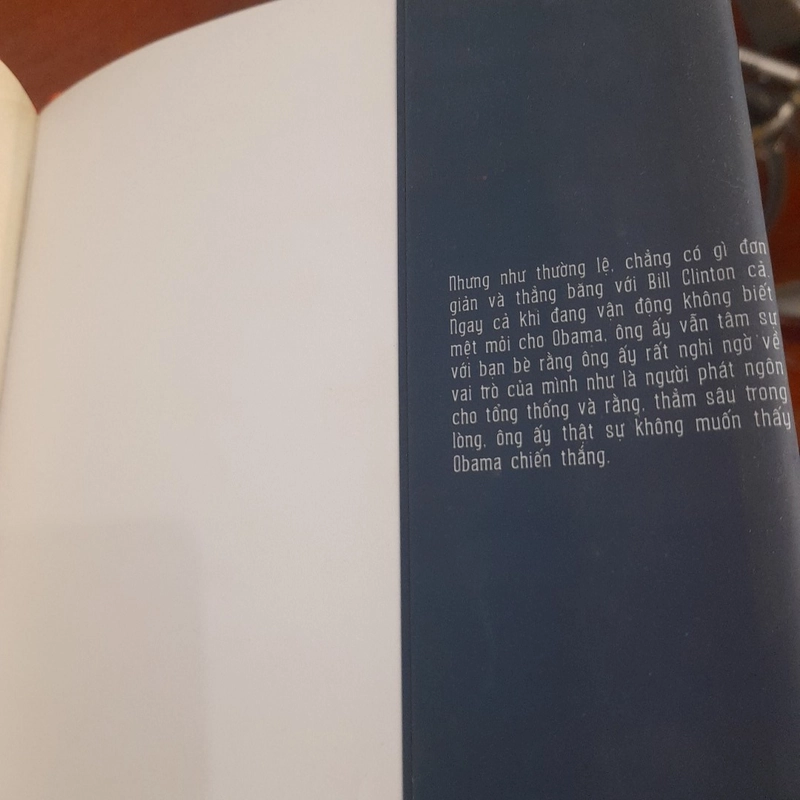 Nhưng như thường lệ, chẳng có gì đơn
giản và thẳng băng với Bill Clinton cả.
Ngay cả khi đang vận động không biết
mệt mỏi cho Obama, ông ấy vẫn tâm sự
với bạn bè rằng ông ấy rất nghi ngờ về
vai trò của mình như là người phát ngôn
cho tổng thống và rằng, thẳm sâu trong
lòng, ông ấy thật sự không muốn thấy
Obama chiến thắng.